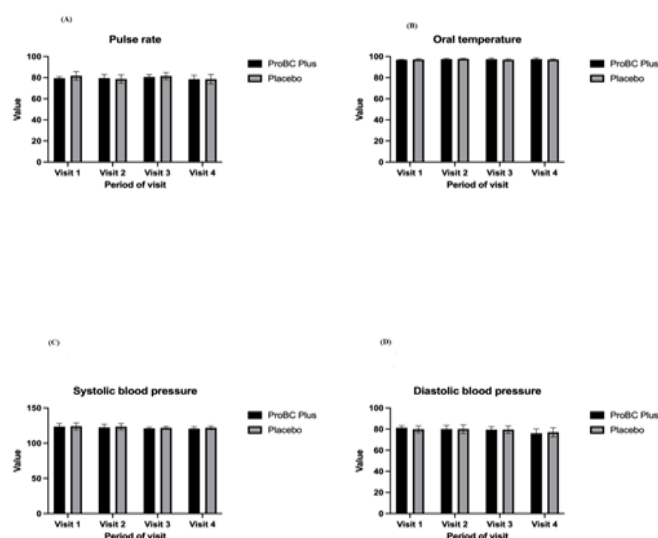 (A)
Pulse rate
100
80
60
40
20
0
Value
Visit 1 Visit 2 Visit 3 Visit 4
Period of visit
ProBC Plus
Placebo
(B)
Oral temperature
100
80
60
40
20
0
Value
Visit 1 Visit 2 Visit 3 Visit 4
Period of visit
ProBC Plus
Placebo
(C)
Systolic blood pressure
150
100
50
0
Value
Visit 1 Visit 2 Visit 3 Visit 4
Period of visit
ProBC Plus
Placebo
(D)
Diastolic blood pressure
100
80
60
40
20
0
Value
Visit 1 Visit 2 Visit 3 Visit 4
Period of visit
ProBC Plus
Placebo